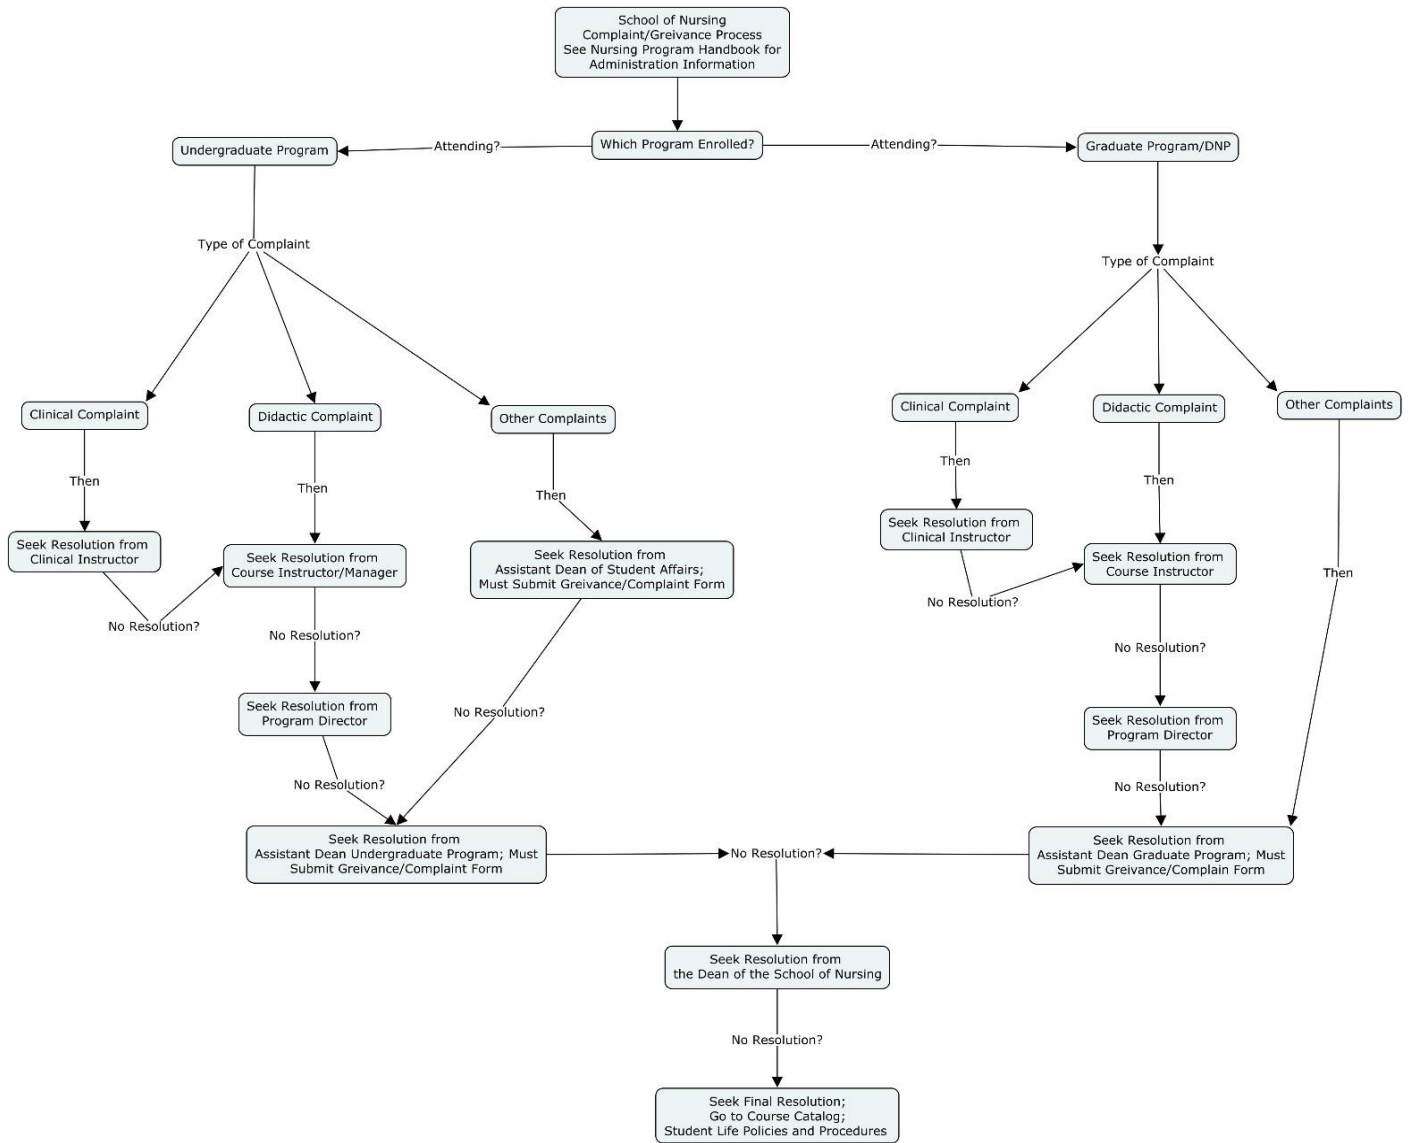 School of Nursing
Complaint/Greivance Process
See Nursing Program Handbook for
Administration Information
Which Program Enrolled?
Attending?
Attending?
Undergraduate Program
Graduate Program/DNP
Type of Complaint
Type of Complaint
Clinical Complaint
Didactic Complaint
Other Complaints
Clinical Complaint
Didactic Complaint
Other Complaints
Then
Then
Then
Then
Then
Then
Seek Resolution from
Clinical Instructor
Seek Resolution from
Course Instructor/Manager
Seek Resolution from
Assistant Dean of Student Affairs;
Must Submit Greivance/Complaint Form
Seek Resolution from
Clinical Instructor
Seek Resolution from
Course Instructor
No Resolution?
No Resolution?
No Resolution?
No Resolution?
Seek Resolution from
Program Director
No Resolution?
Seek Resolution from
Program Director
No Resolution?
No Resolution?
Seek Resolution from
Assistant Dean Undergraduate Program; Must
Submit Greivance/Complaint Form
No Resolution?
Seek Resolution from
Assistant Dean Graduate Program; Must
Submit Greivance/Complain Form
Seek Resolution from
the Dean of the School of Nursing
No Resolution?
Seek Final Resolution;
Go to Course Catalog;
Student Life Policies and Procedures